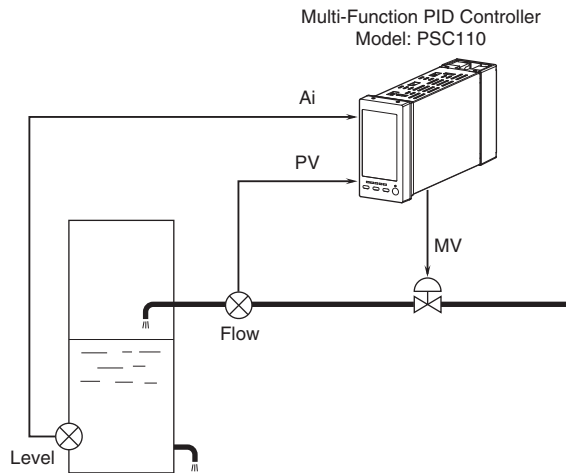 Multi-Function PID Controller
Model: PSC110
Ai
PV
MV
Flow
Level